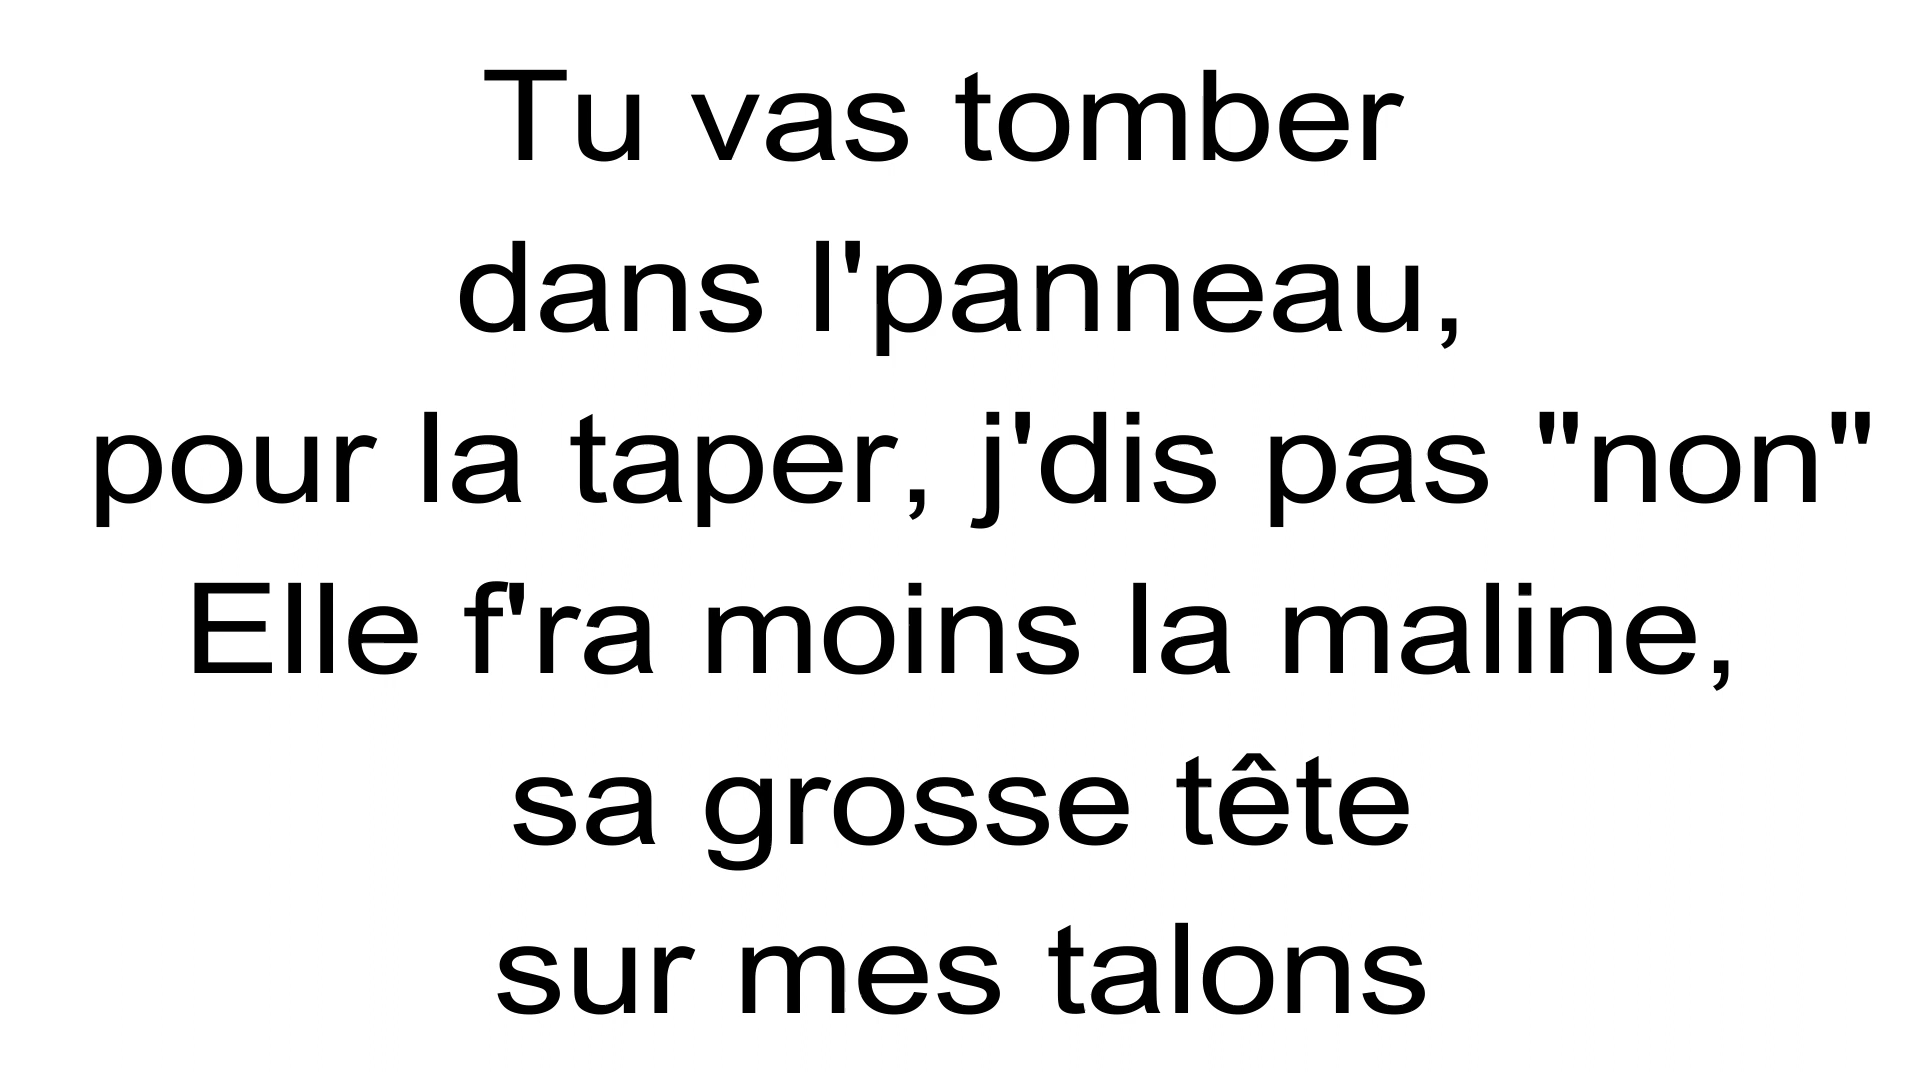 Tu vas tomber
dans l'panneau,
pour la taper, j'dis pas "non"
Elle f'ra moins la maline,
sa grosse tête
sur mes talons